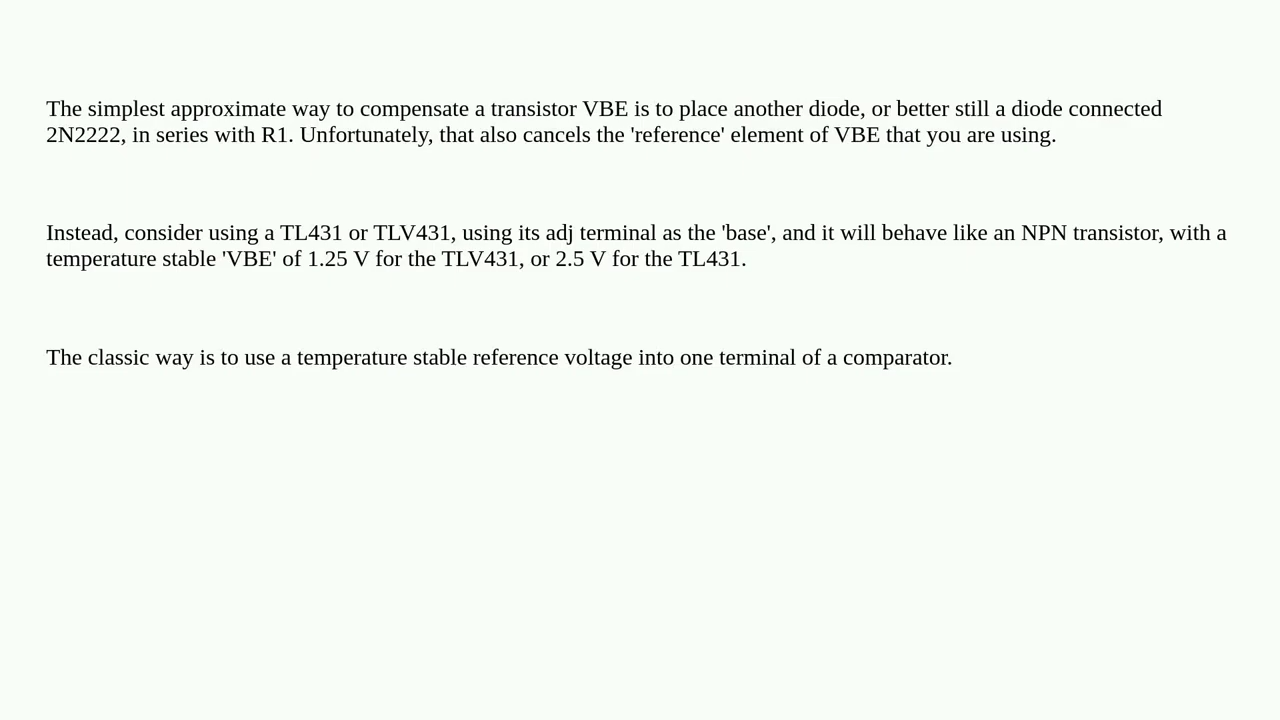 The simplest approximate way to compensate a transistor VBE is to place another diode, or better still a diode connected
2N2222, in series with R1. Unfortunately, that also cancels the 'reference' element of VBE that you are using.
Instead, consider using a TL431 or TLV431, using its adj terminal as the 'base', and it will behave like an NPN transistor, with a
temperature stable 'VBE' of 1.25 V for the TLV431, or 2.5 V for the TL431.
The classic way is to use a temperature stable reference voltage into one terminal of a comparator.